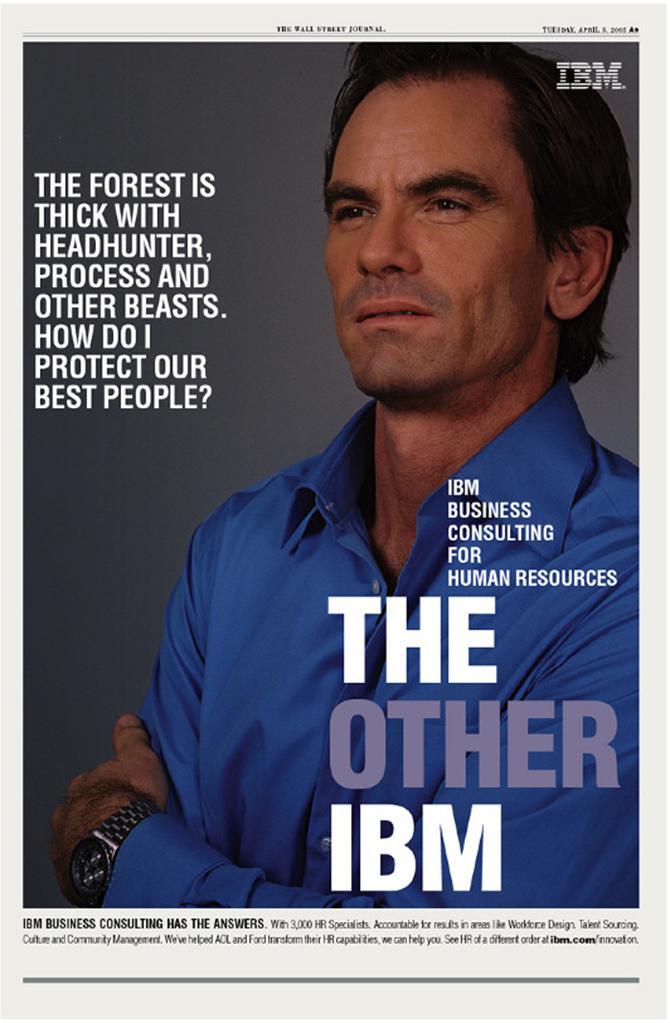 THE WALL STREET JOURNAL.
TUESDAY, APRIL 5, 2005 A9
IBM
THE FOREST IS
THICK WITH
HEADHUNTER,
PROCESS AND
OTHER BEASTS.
HOW DO I
PROTECT OUR
BEST PEOPLE?
IBM
BUSINESS
CONSULTING
FOR
HUMAN RESOURCES
THE
OTHER
IBM
IBM BUSINESS CONSULTING HAS THE ANSWERS. With 3,000 HR Specialists. Accountable for results in areas like Workforce Design. Talent Sourcing.
Culture and Community Management. We've helped AOL and Ford transform their HR capabilities, we can help you. See HR of a different order at ibm.com/innovation.